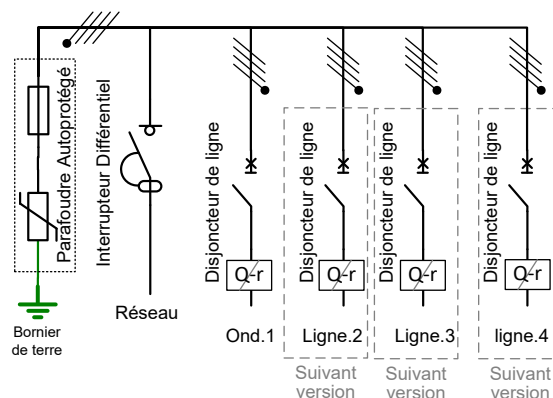 Parafoudre Autoprotégé
Interrupteur Différentiel
Disjoncteur de ligne
Disjoncteur de ligne
Disjoncteur de ligne
Disjoncteur de ligne
Q-r
Q-r
Q-r
Q-r
Bornier
de terre
Réseau
Ond.1
Ligne.2
Ligne.3
ligne.4
Suivant
version
Suivant
version
Suivant
version